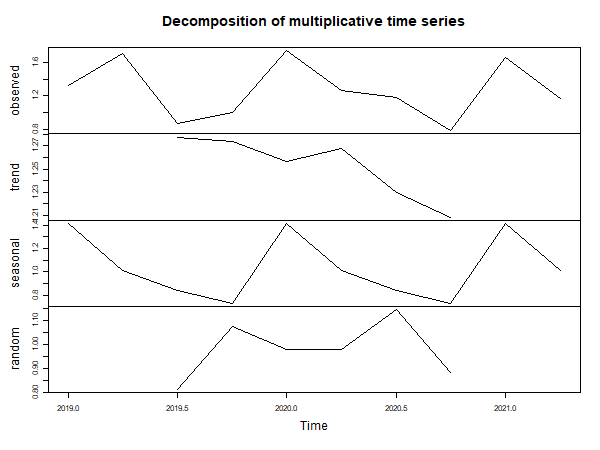 Decomposition of multiplicative time series
observed
0.8 1.2 1.6
trend
1.21 1.23 1.25 1.27
seasonal
0.8 1.0 1.2 1.4
random
0.80 0.90 1.00 1.10
2019.0 2019.5 2020.0 2020.5 2021.0
Time